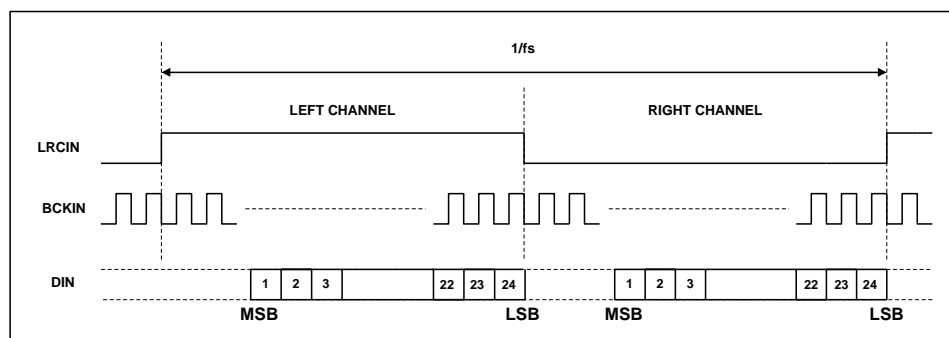 1/fs
LEFT CHANNEL RIGHT CHANNEL
LRCIN
BCKIN
DIN 1 2 3 22 23 24 1 2 3 22 23 24
MSB LSB MSB LSB